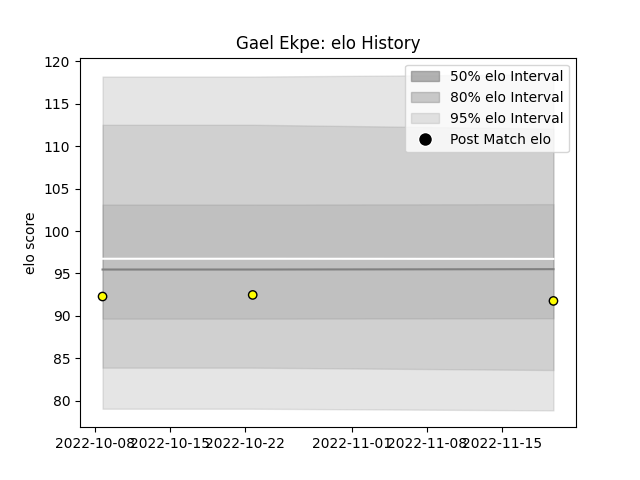 Gael Ekpe: elo History
120
115
110
105
100
95
90
85
80
elo score
50% elo Interval
80% elo Interval
95% elo Interval
Post Match elo
2022-10-08
2022-10-15
2022-10-22
2022-11-01
2022-11-08
2022-11-15